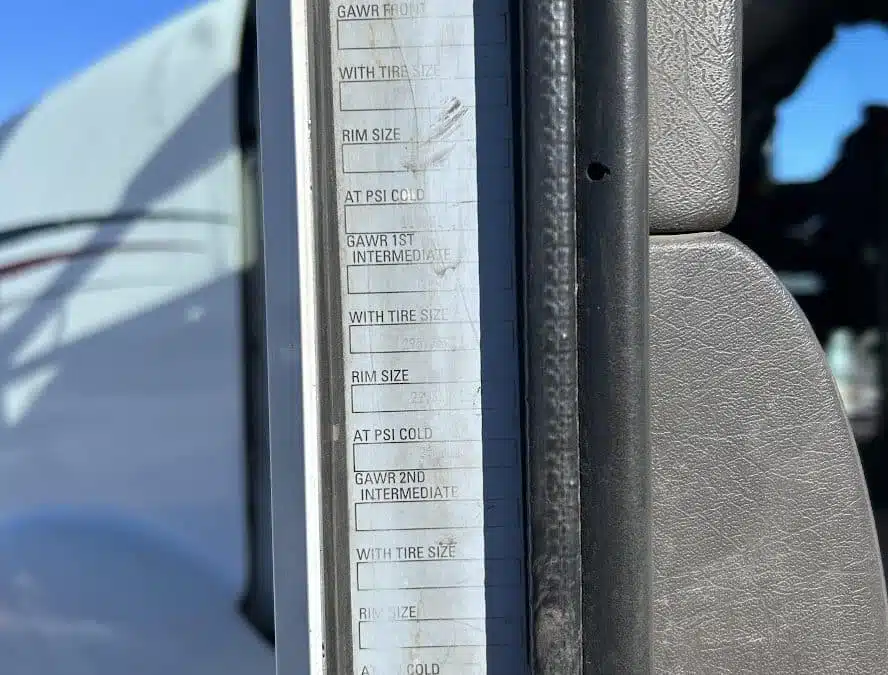 GAWR FRONT
WITH TIRE SIZE
RIM SIZE
AT PSI COLD
GAWR 1ST
INTERMEDIATE
WITH TIRE SIZE
RIM SIZE
AT PSI COLD
GAWR 2ND
INTERMEDIATE
WITH TIRE SIZE
RIM SIZE
COLD